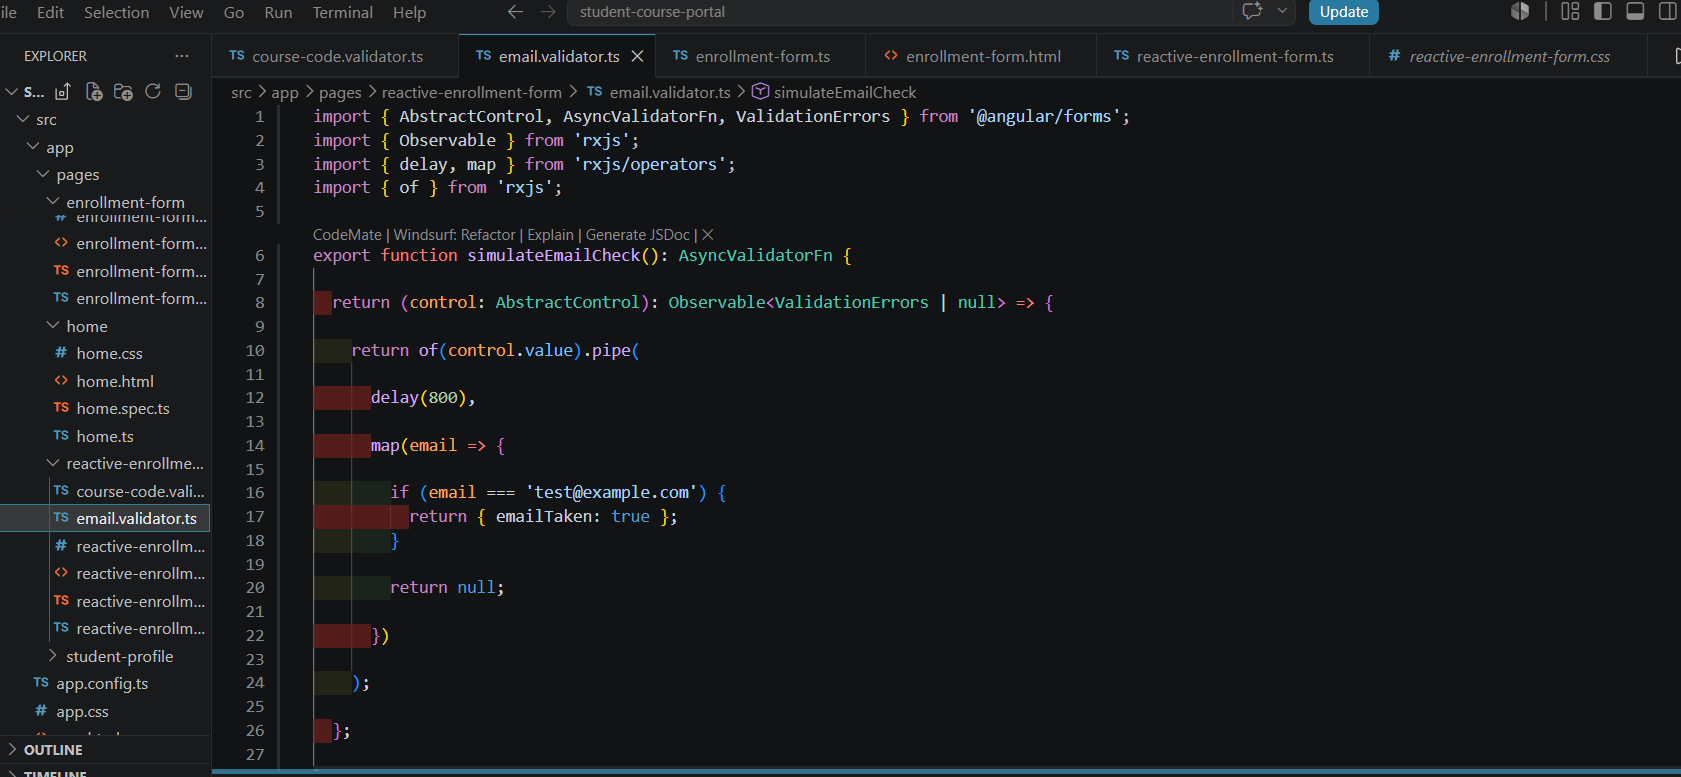 ile Edit Selection View Go Run Terminal Help student-course-portal Update
EXPLORER
S...
src
app
pages
enrollment-form
enrollment-form...
enrollment-form...
enrollment-form...
enrollment-form...
home
home.css
home.html
home.spec.ts
home.ts
reactive-enrollme...
course-code.vali...
email.validator.ts
reactive-enrollm...
reactive-enrollm...
reactive-enrollm...
reactive-enrollm...
student-profile
app.config.ts
app.css
OUTLINE
TIMELINE
course-code.validator.ts email.validator.ts enrollment-form.ts enrollment-form.html reactive-enrollment-form.ts reactive-enrollment-form.css
src > app > pages > reactive-enrollment-form > TS email.validator.ts > simulateEmailCheck
1 import { AbstractControl, AsyncValidatorFn, ValidationErrors } from '@angular/forms';
2 import { Observable } from 'rxjs';
3 import { delay, map } from 'rxjs/operators';
4 import { of } from 'rxjs';
5
CodeMate | Windsurf: Refactor | Explain | Generate JSDoc | ✕
6 export function simulateEmailCheck(): AsyncValidatorFn {
7
8 return (control: AbstractControl): Observable<ValidationErrors | null> => {
9
10 return of(control.value).pipe(
11
12 delay(800),
13
14 map(email => {
15
16 if (email === 'test@example.com') {
17 return { emailTaken: true };
18 }
19
20 return null;
21
22 })
23
24 );
25
26 };
27